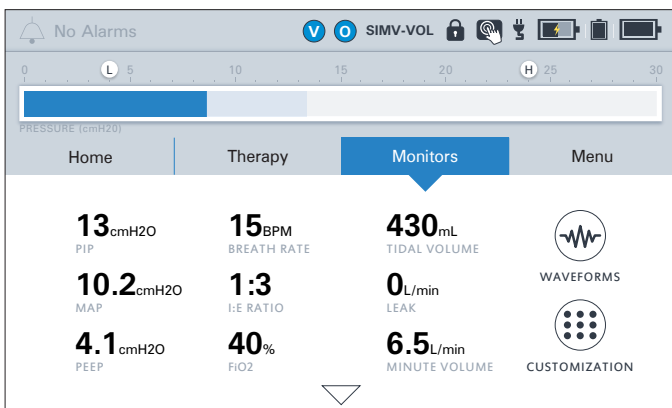 No Alarms V O SIMV-VOL
0 L 5 10 15 20 H 25 30
PRESSURE (cmH20)
Home Therapy Monitors Menu
13cmH2O 15BPM 430mL
PIP BREATH RATE TIDAL VOLUME
WAVEFORMS
10.2cmH2O 1:3 0L/min
MAP I:E RATIO LEAK
4.1cmH2O 40% 6.5L/min
PEEP FiO2 MINUTE VOLUME CUSTOMIZATION